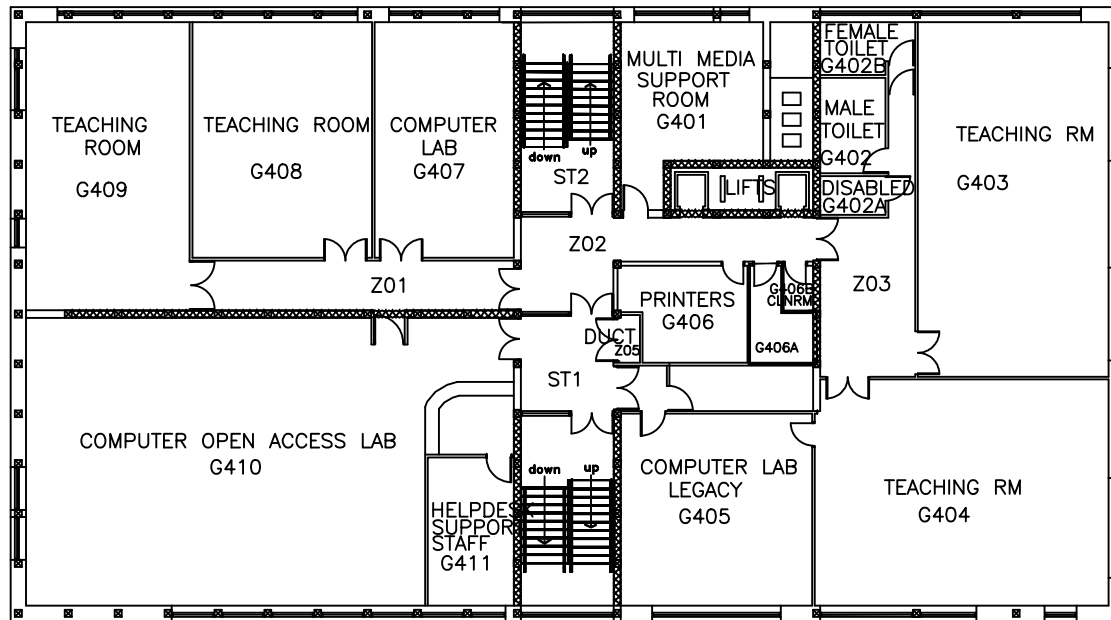 TEACHING
ROOM
G409
TEACHING ROOM
G408
COMPUTER
LAB
G407
down
up
ST2
MULTI MEDIA
SUPPORT
ROOM
G401
LIFTS
FEMALE
TOILET
G402B
MALE
TOILET
G402
DISABLED
G402A
TEACHING RM
G403
Z01
Z02
Z03
PRINTERS
G406
G406B
CLNRM
G406A
DUCT
Z05
ST1
COMPUTER OPEN ACCESS LAB
G410
HELPDESK
SUPPORT
STAFF
G411
down
up
COMPUTER LAB
LEGACY
G405
TEACHING RM
G404